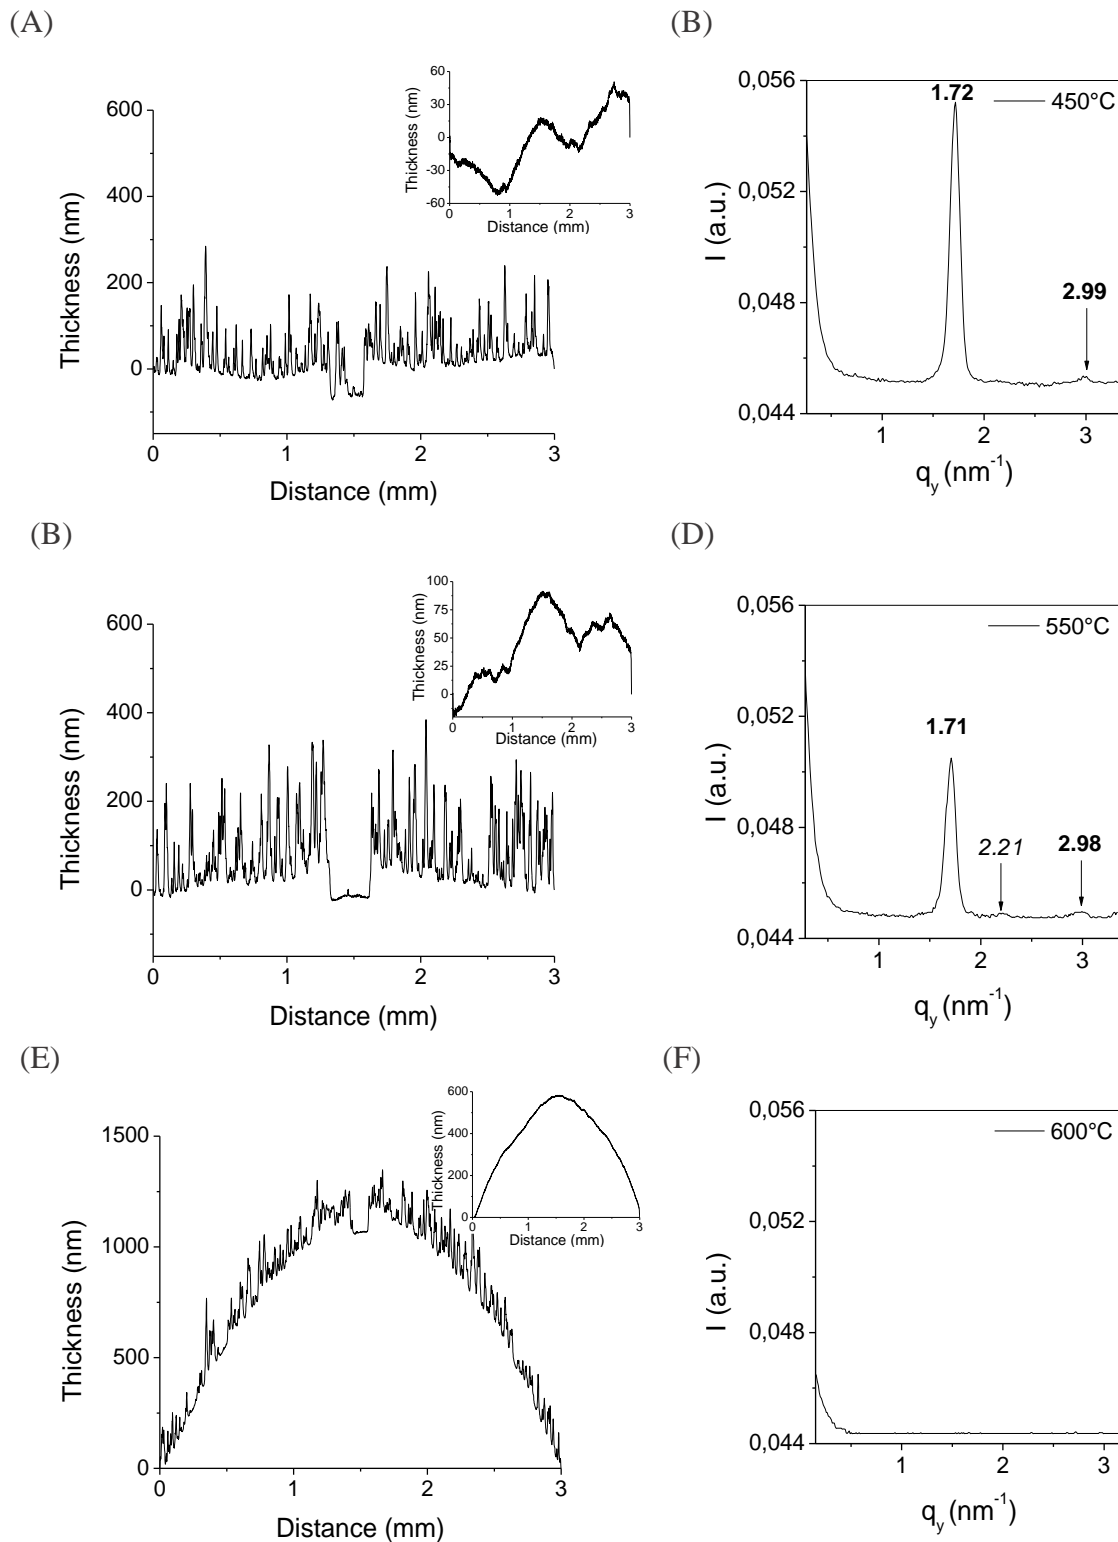 (A)
(B)
600
400
200
0
Thickness (nm)
0 1 2 3
Distance (mm)
60
30
0
-30
-60
Thickness (nm)
0 1 2 3
Distance (mm)
0,056
0,052
0,048
0,044
I (a.u.)
1.72
450°C
2.99
1 2 3
q_y (nm⁻¹)
(B)
(D)
600
400
200
0
Thickness (nm)
0 1 2 3
Distance (mm)
100
75
50
25
0
Thickness (nm)
0 1 2 3
Distance (mm)
0,056
0,052
0,048
0,044
I (a.u.)
550°C
1.71
2.21
2.98
1 2 3
q_y (nm⁻¹)
(E)
(F)
1500
1000
500
0
Thickness (nm)
0 1 2 3
Distance (mm)
600
400
200
0
Thickness (nm)
0 1 2 3
Distance (mm)
0,056
0,052
0,048
0,044
I (a.u.)
600°C
1 2 3
q_y (nm⁻¹)